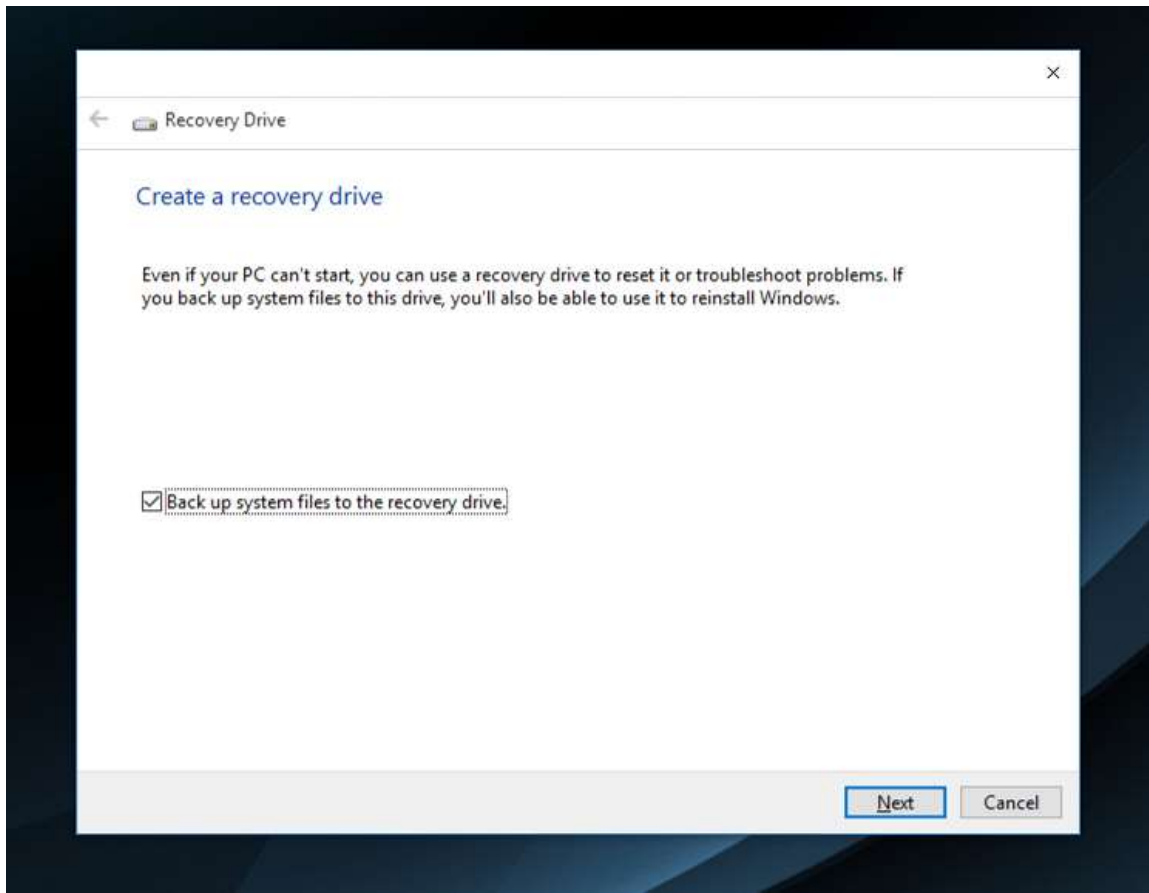 Recovery Drive
Create a recovery drive
Even if your PC can't start, you can use a recovery drive to reset it or troubleshoot problems. If
you back up system files to this drive, you'll also be able to use it to reinstall Windows.
Back up system files to the recovery drive.
Next Cancel